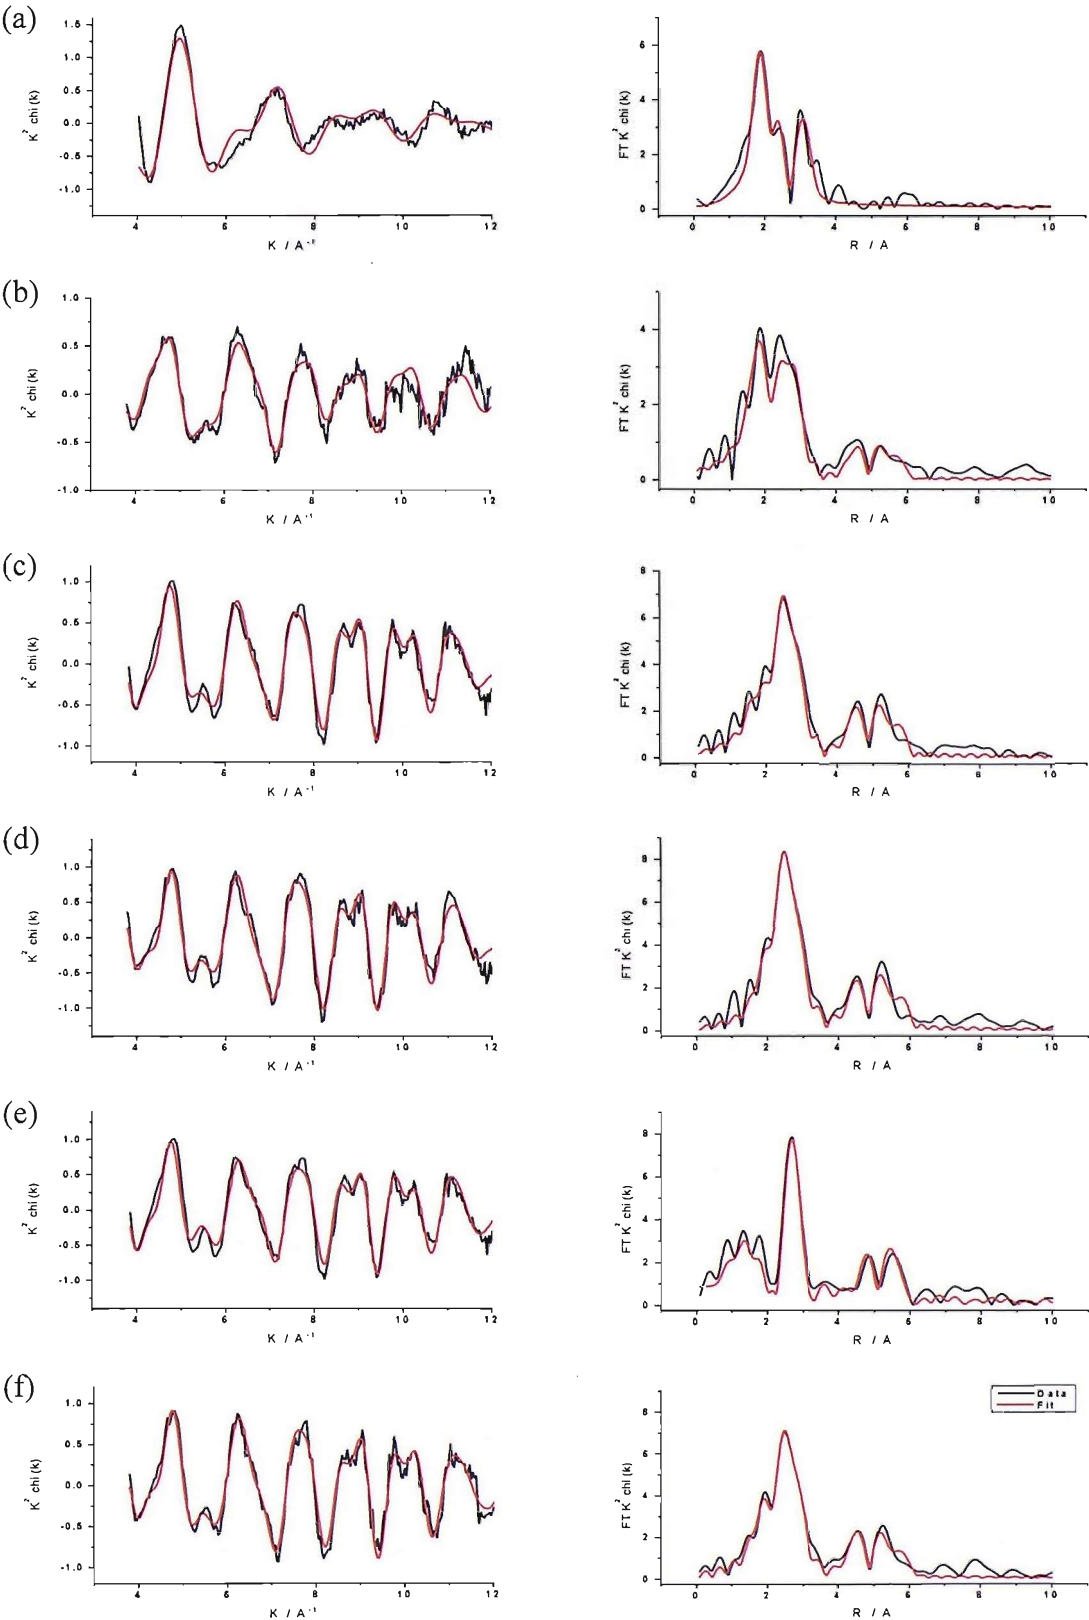 (a)
1.5
1.0
0.5
0.0
-0.5
-1.0
K² chi (k)
4 6 8 10 12
K / A⁻¹
6
4
2
0
FT K² chi (k)
0 2 4 6 8 10
R / A
(b)
1.0
0.5
0.0
-0.5
-1.0
K² chi (k)
4 6 8 10 12
K / A⁻¹
4
2
0
FT K² chi (k)
0 2 4 6 8 10
R / A
(c)
1.0
0.5
0.0
-0.5
-1.0
K² chi (k)
4 6 8 10 12
K / A⁻¹
8
6
4
2
0
FT K² chi (k)
0 2 4 6 8 10
R / A
(d)
1.0
0.5
0.0
-0.5
-1.0
K² chi (k)
4 6 8 10 12
K / A⁻¹
8
6
4
2
0
FT K² chi (k)
0 2 4 6 8 10
R / A
(e)
1.0
0.5
0.0
-0.5
-1.0
K² chi (k)
4 6 8 10 12
K / A⁻¹
8
6
4
2
0
FT K² chi (k)
0 2 4 6 8 10
R / A
(f)
1.0
0.5
0.0
-0.5
-1.0
K² chi (k)
4 6 8 10 12
K / A⁻¹
Data
Fit
8
6
4
2
0
FT K² chi (k)
0 2 4 6 8 10
R / A